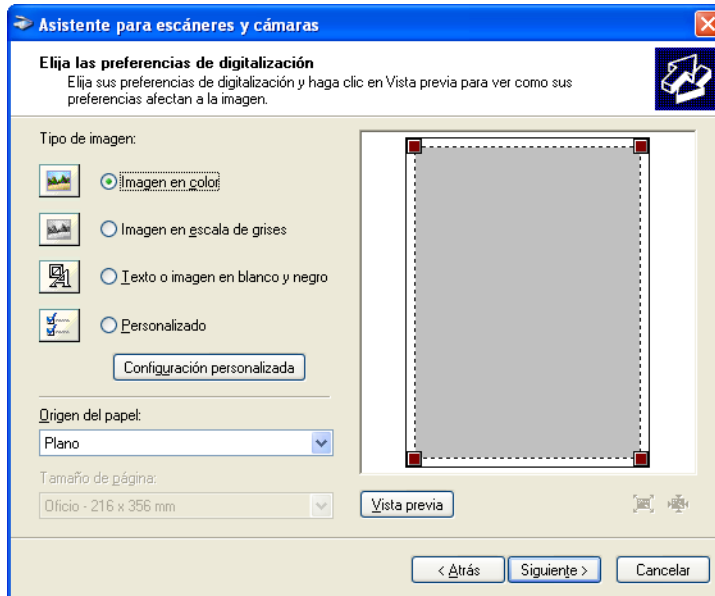 Asistente para escáneres y cámaras
Elija las preferencias de digitalización
Elija sus preferencias de digitalización y haga clic en Vista previa para ver como sus
preferencias afectan a la imagen.
Tipo de imagen:
Imagen en color
Imagen en escala de grises
Texto o imagen en blanco y negro
Personalizado
Configuración personalizada
Origen del papel:
Plano
Tamaño de página:
Oficio - 216 x 356 mm
Vista previa
< Atrás
Siguiente >
Cancelar